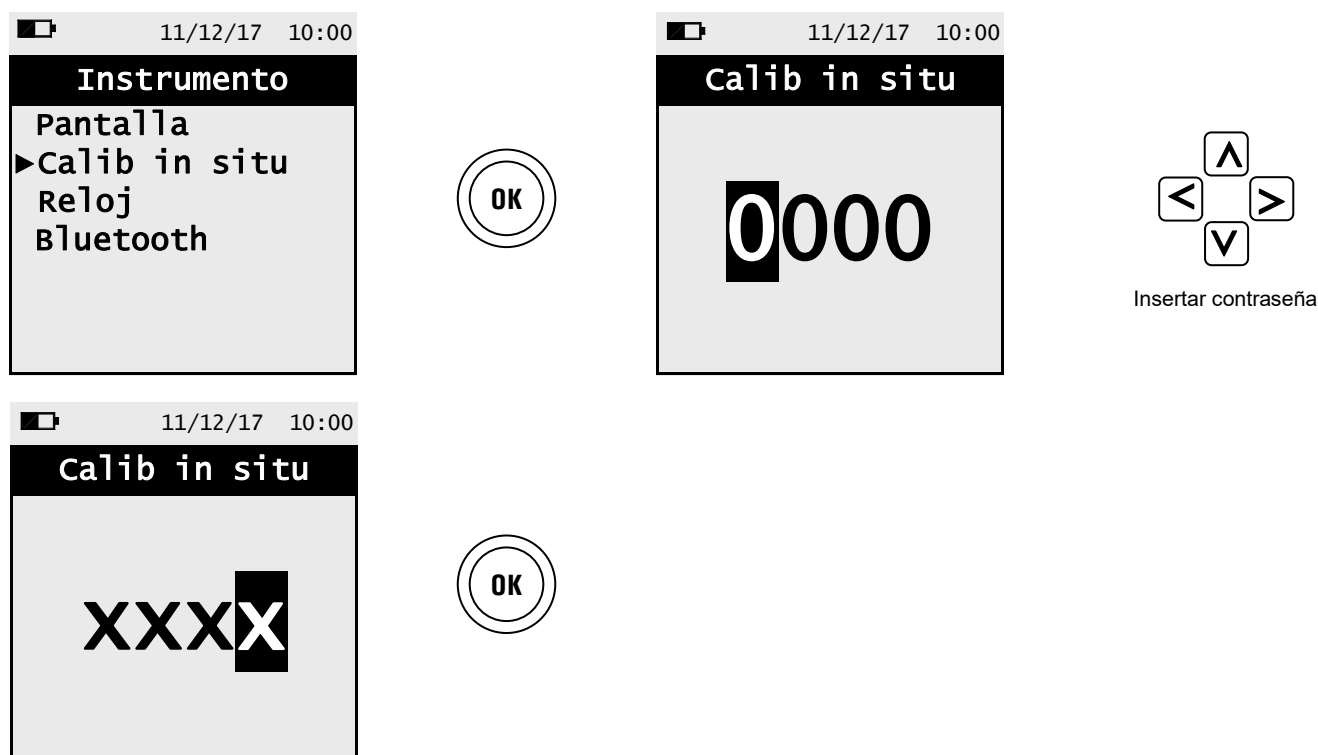 11/12/17 10:00
Instrumento
Pantalla
►Calib in situ
Reloj
Bluetooth
OK
11/12/17 10:00
Calib in situ
0000
Insertar contraseña
11/12/17 10:00
Calib in situ
XXXX
OK